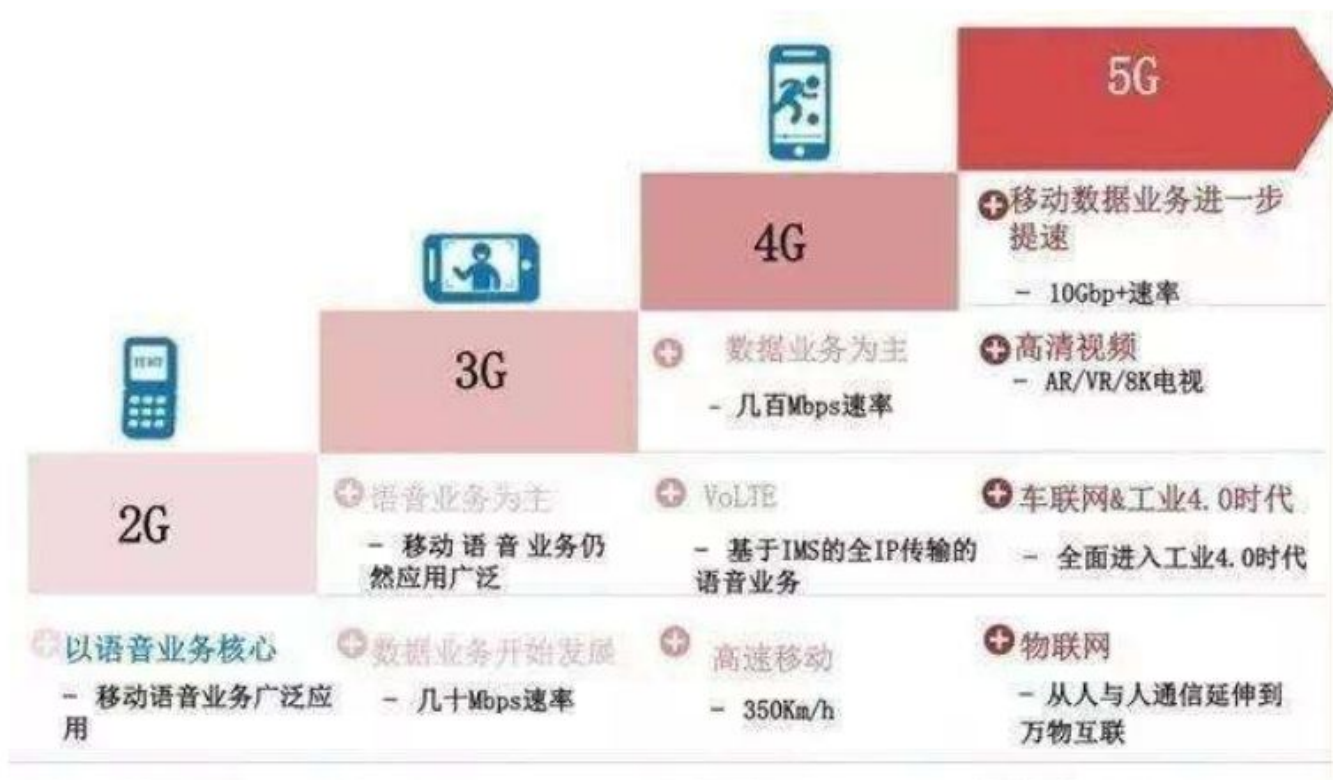 5G
4G
3G
2G
移动数据业务进一步
提速
- 10Gbp+速率
高清视频
- AR/VR/8K电视
车联网&工业4.0时代
- 全面进入工业4.0时代
物联网
- 从人与人通信延伸到
万物互联
数据业务为主
- 几百Mbps速率
VoLTE
- 基于IMS的全IP传输的
语音业务
高速移动
- 350Km/h
语音业务为主
- 移动语音业务仍
然应用广泛
数据业务开始发展
- 几十Mbps速率
以语音业务核心
- 移动语音业务广泛应
用